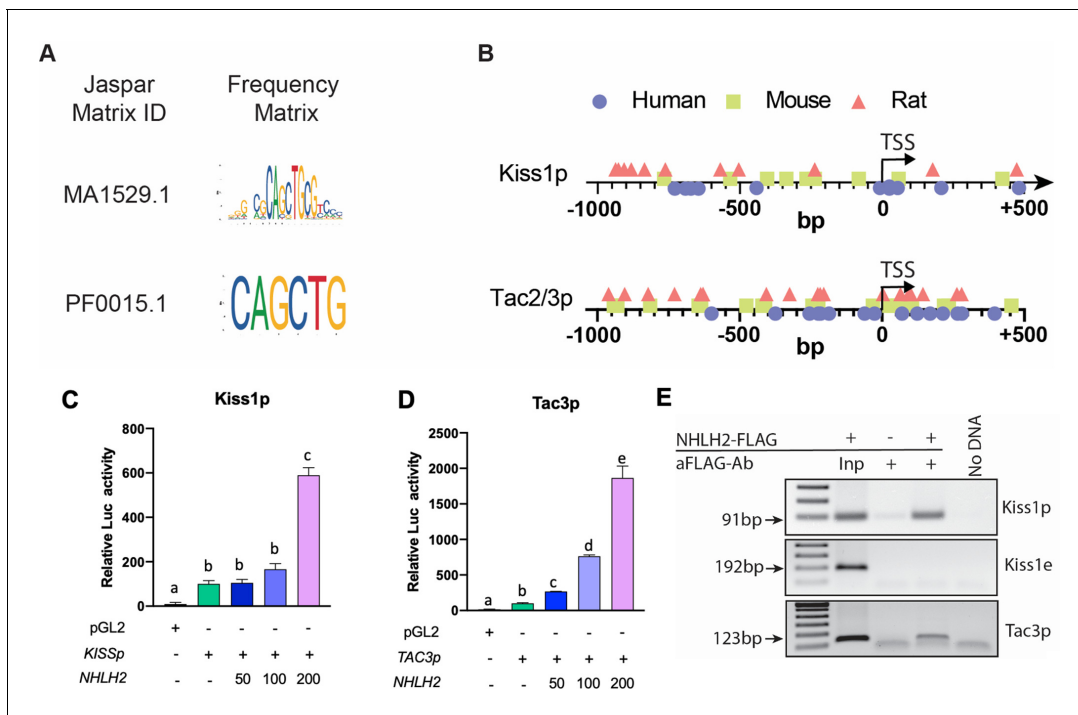 A
Jaspar
Matrix ID
Frequency
Matrix
MA1529.1
PF0015.1
CAGCTG
B
Human Mouse Rat
TSS
Kiss1p
-1000 -500 0 +500
bp
TSS
Tac2/3p
-1000 -500 0 +500
bp
C
Kiss1p
Relative Luc activity
800
600
400
200
0
a b b b c
pGL2 + - - - -
KISSp - + + + +
NHLH2 - - 50 100 200
D
Tac3p
Relative Luc activity
2500
2000
1500
1000
500
0
a b c d e
pGL2 + - - - -
TAC3p - + + + +
NHLH2 - - 50 100 200
E
NHLH2-FLAG + - +
aFLAG-Ab Inp + +
No DNA
91bp Kiss1p
192bp Kiss1e
123bp Tac3p